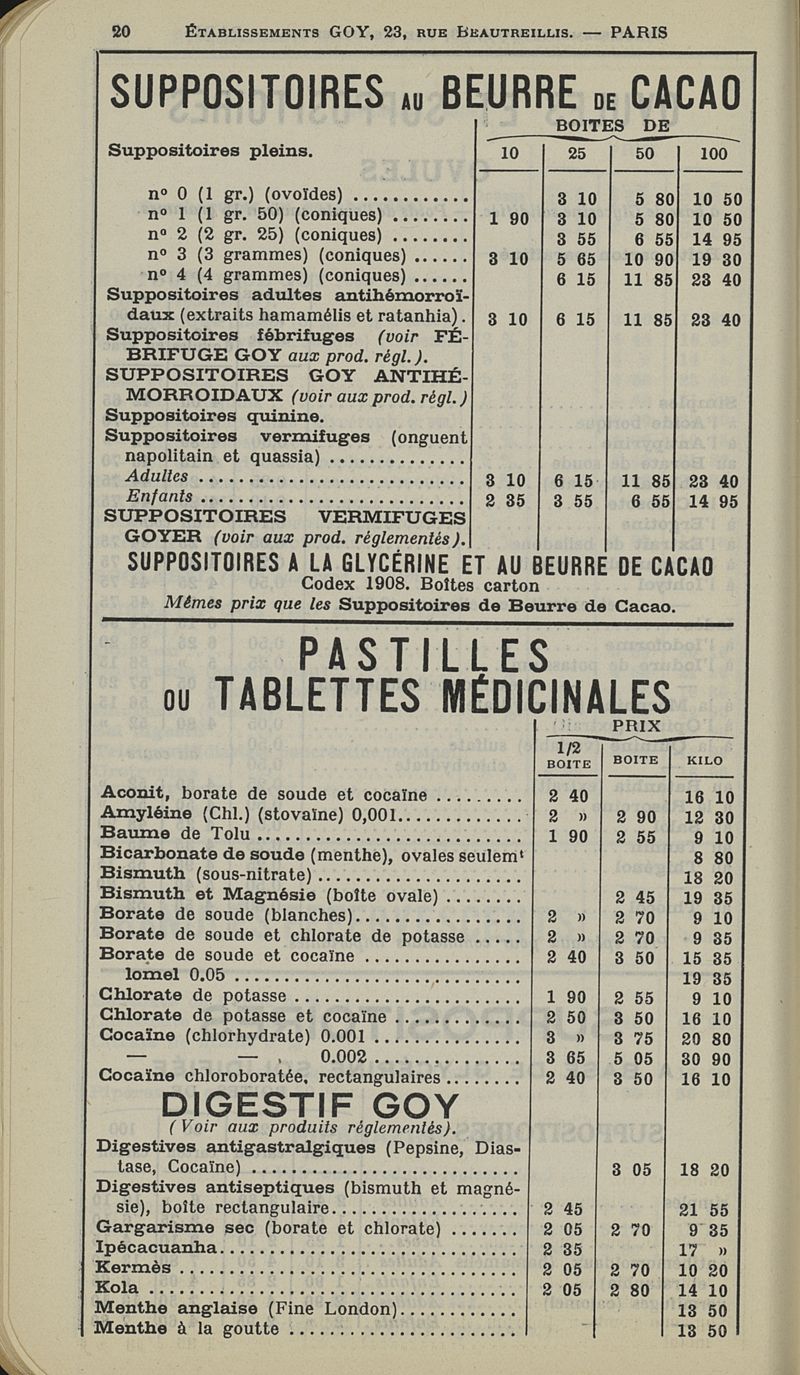 20 ÉTABLISSEMENTS GOY, 23, RUE BEAUTREILLIS. — PARIS
SUPPOSITOIRES AU BEURRE DE CACAO
BOITES DE
Suppositoires pleins. 10 25 50 100
n° 0 (1 gr.) (ovoïdes) ............ 3 10 5 80 10 50
n° 1 (1 gr. 50) (coniques) ........ 1 90 3 10 5 80 10 50
n° 2 (2 gr. 25) (coniques) ........ 3 55 6 55 14 95
n° 3 (3 grammes) (coniques) ...... 3 10 5 65 10 90 19 30
n° 4 (4 grammes) (coniques) ...... 6 15 11 85 23 40
Suppositoires adultes antihémorroï-
daux (extraits hamamélis et ratanhia). 3 10 6 15 11 85 23 40
Suppositoires fébrifuges (voir FÉ-
BRIFUGE GOY aux prod. régl.).
SUPPOSITOIRES GOY ANTIHÉ-
MORROIDAUX (voir aux prod. régl.)
Suppositoires quinine.
Suppositoires vermifuges (onguent
napolitain et quassia) ..............
Adultes ........................... 3 10 6 15 11 85 23 40
Enfants ........................... 2 35 3 55 6 55 14 95
SUPPOSITOIRES VERMIFUGES
GOYER (voir aux prod. réglementés).
SUPPOSITOIRES A LA GLYCÉRINE ET AU BEURRE DE CACAO
Codex 1908. Boîtes carton
Mêmes prix que les Suppositoires de Beurre de Cacao.
PASTILLES
OU TABLETTES MÉDICINALES
PRIX
1/2 BOITE BOITE KILO
Aconit, borate de soude et cocaïne ......... 2 40 16 10
Amyléine (Chl.) (stovaïne) 0,001............. 2 » 2 90 12 30
Baume de Tolu ........................... 1 90 2 55 9 10
Bicarbonate de soude (menthe), ovales seulemt 8 80
Bismuth (sous-nitrate) ..................... 18 20
Bismuth et Magnésie (boîte ovale) ........ 2 45 19 35
Borate de soude (blanches)................. 2 » 2 70 9 10
Borate de soude et chlorate de potasse ..... 2 » 2 70 9 35
Borate de soude et cocaïne ................ 2 40 3 50 15 35
lomel 0.05 ............................. 19 35
Chlorate de potasse ....................... 1 90 2 55 9 10
Chlorate de potasse et cocaïne ............. 2 50 3 50 16 10
Cocaïne (chlorhydrate) 0.001 ............... 3 » 3 75 20 80
— — 0.002 ............... 3 65 5 05 30 90
Cocaïne chloroboratée, rectangulaires ........ 2 40 3 50 16 10
DIGESTIF GOY
(Voir aux produits réglementés).
Digestives antigastralgiques (Pepsine, Dias-
tase, Cocaïne) ........................... 3 05 18 20
Digestives antiseptiques (bismuth et magné-
sie), boîte rectangulaire................... 2 45 21 55
Gargarisme sec (borate et chlorate) ....... 2 05 2 70 9 35
Ipécacuanha.............................. 2 35 17 »
Kermès .................................. 2 05 2 70 10 20
Kola ..................................... 2 05 2 80 14 10
Menthe anglaise (Fine London)............ 13 50
Menthe à la goutte ....................... 13 50